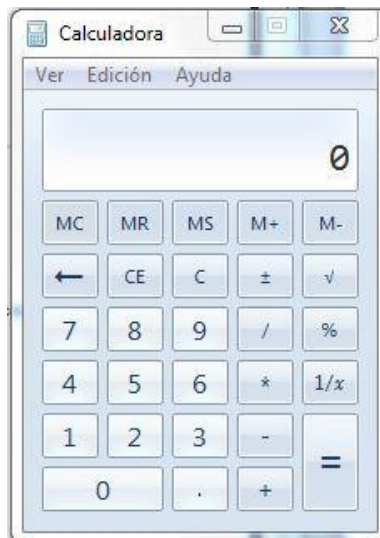 Calculadora
Ver Edición Ayuda
0
MC MR MS M+ M-
← CE C ± √
7 8 9 / %
4 5 6 * 1/x
1 2 3 - =
0 . +